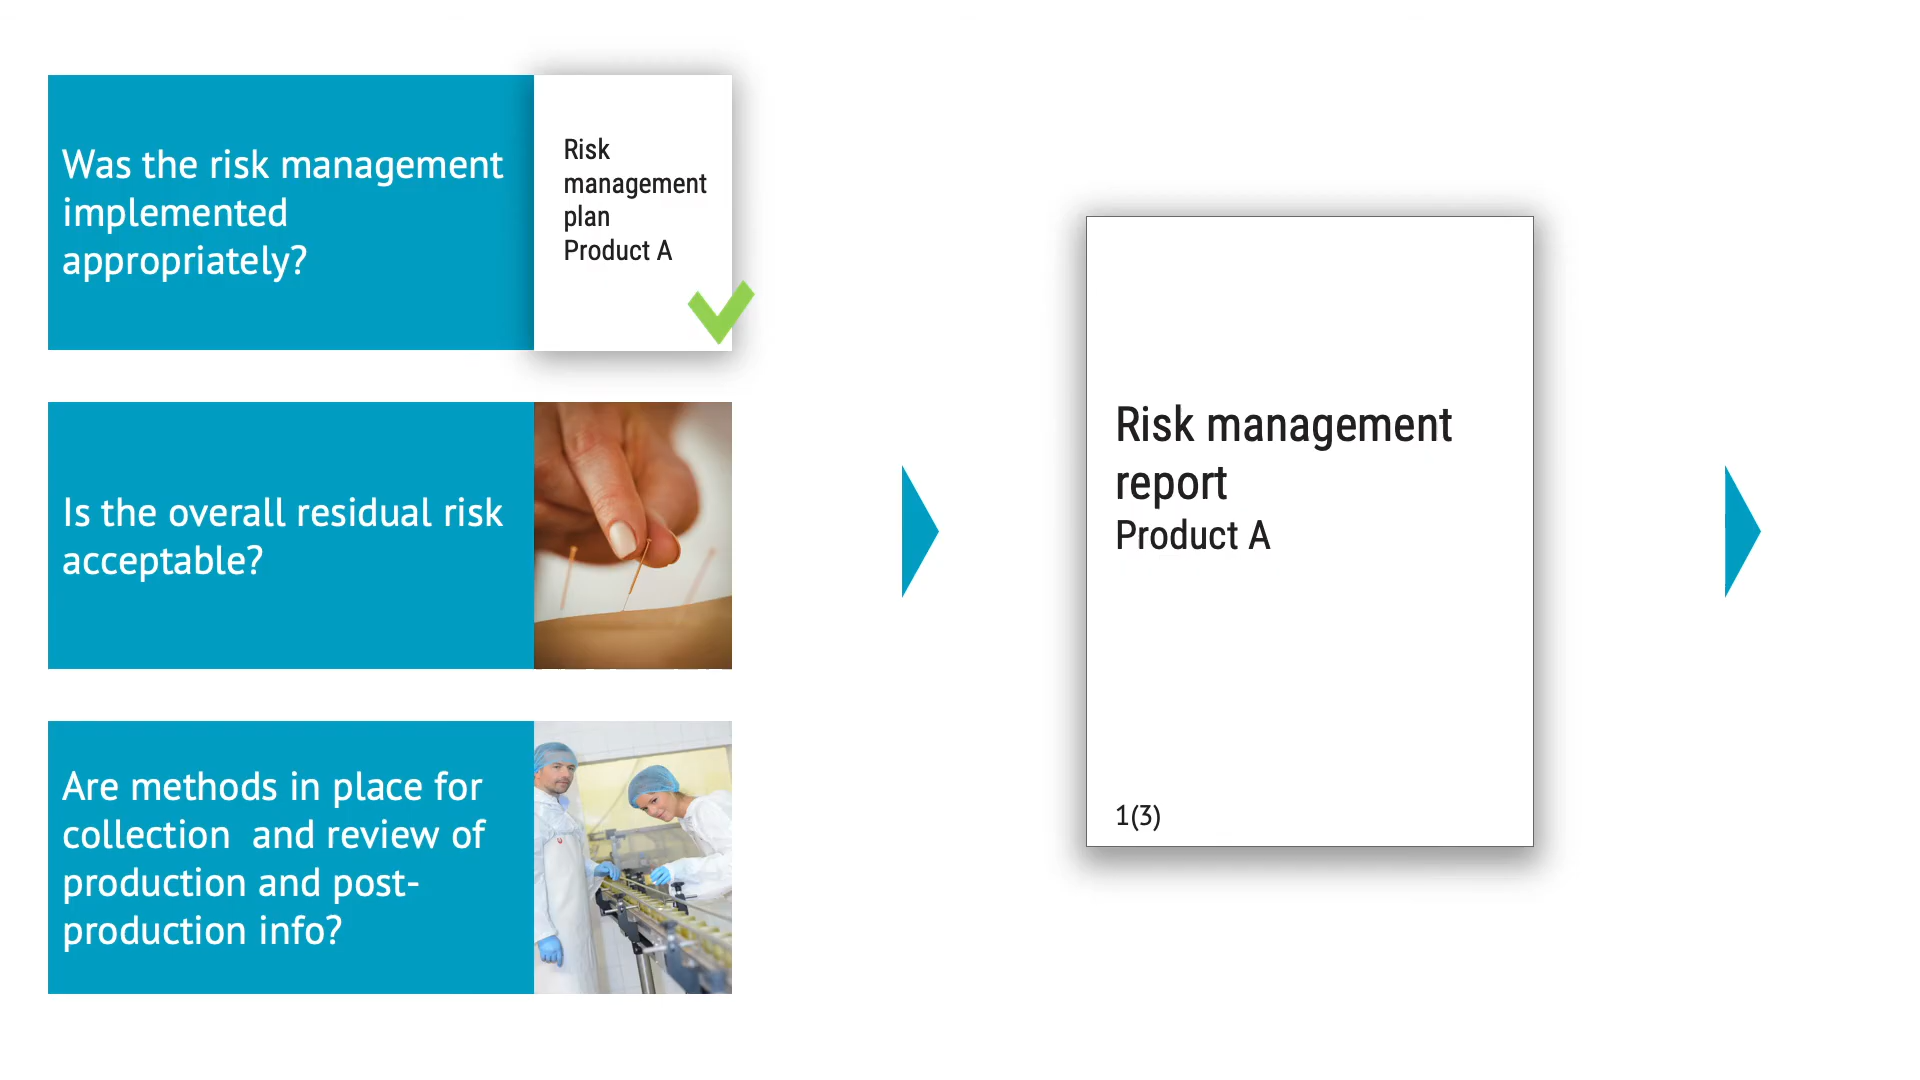 Was the risk management
implemented
appropriately?
Risk
management
plan
Product A
Is the overall residual risk
acceptable?
Are methods in place for
collection  and review of
production and post-
production info?
Risk management
report
Product A
1(3)